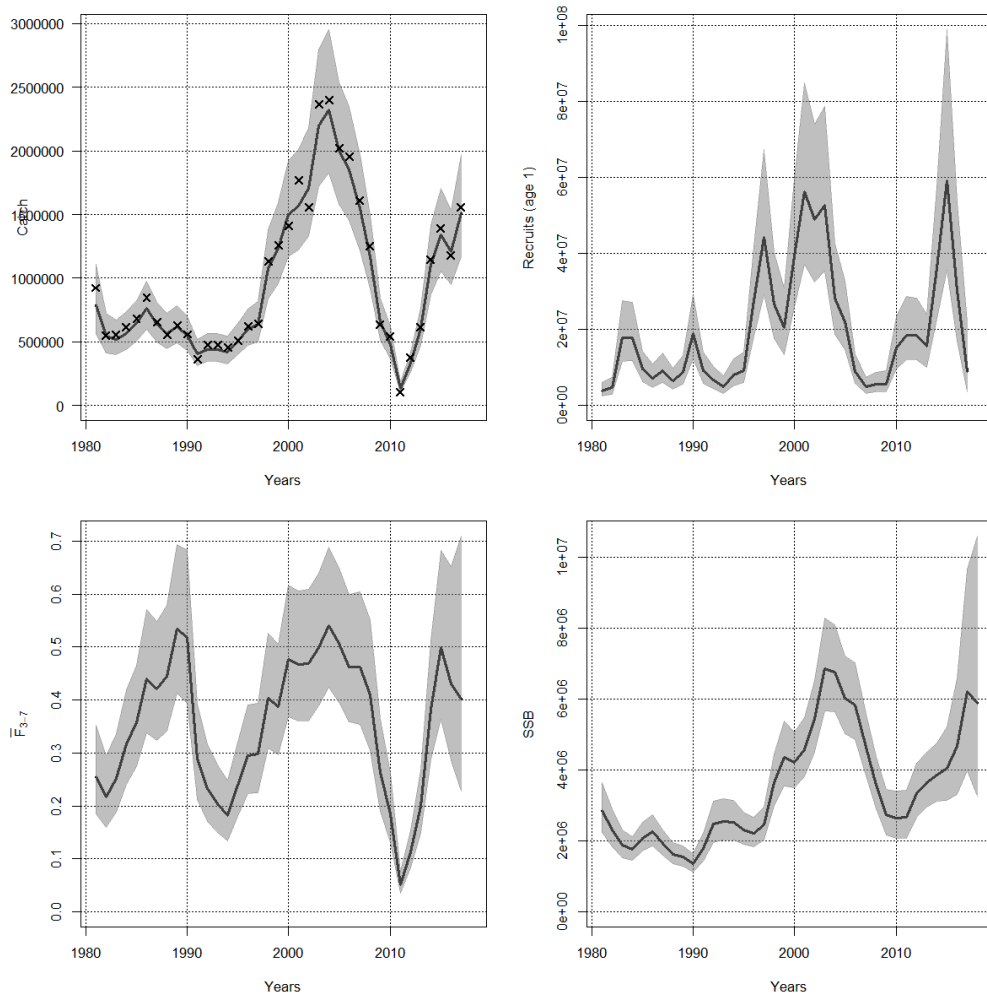 3000000
2500000
2000000
1500000
1000000
500000
0
Catch
1980 1990 2000 2010
Years
1e+08
8e+07
6e+07
4e+07
2e+07
0e+00
Recruits (age 1)
1980 1990 2000 2010
Years
0.7
0.6
0.5
0.4
0.3
0.2
0.1
0.0
F̅3−7
1980 1990 2000 2010
Years
1e+07
8e+06
6e+06
4e+06
2e+06
0e+00
SSB
1980 1990 2000 2010
Years